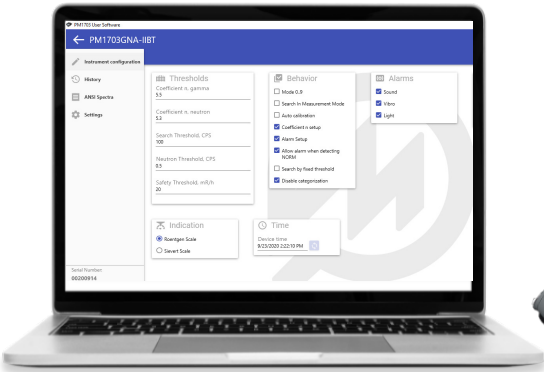 PM1703 User Software
PM1703GNA-IIBT
Instrument configuration
History
ANSI Spectra
Settings
Serial Number:
00200914
Thresholds
Coefficient n, gamma
5.5
Coefficient n, neutron
5.3
Search Threshold, CPS
100
Neutron Threshold, CPS
0.5
Safety Threshold, mR/h
20
Behavior
Mode 0..9
Search In Measurement Mode
Auto calibration
Coefficient n setup
Alarm Setup
Allow alarm when detecting
NORM
Search by fixed threshold
Disable categorization
Alarms
Sound
Vibro
Light
Indication
Roentgen Scale
Sievert Scale
Time
Device time
9/23/2020 2:22:10 PM